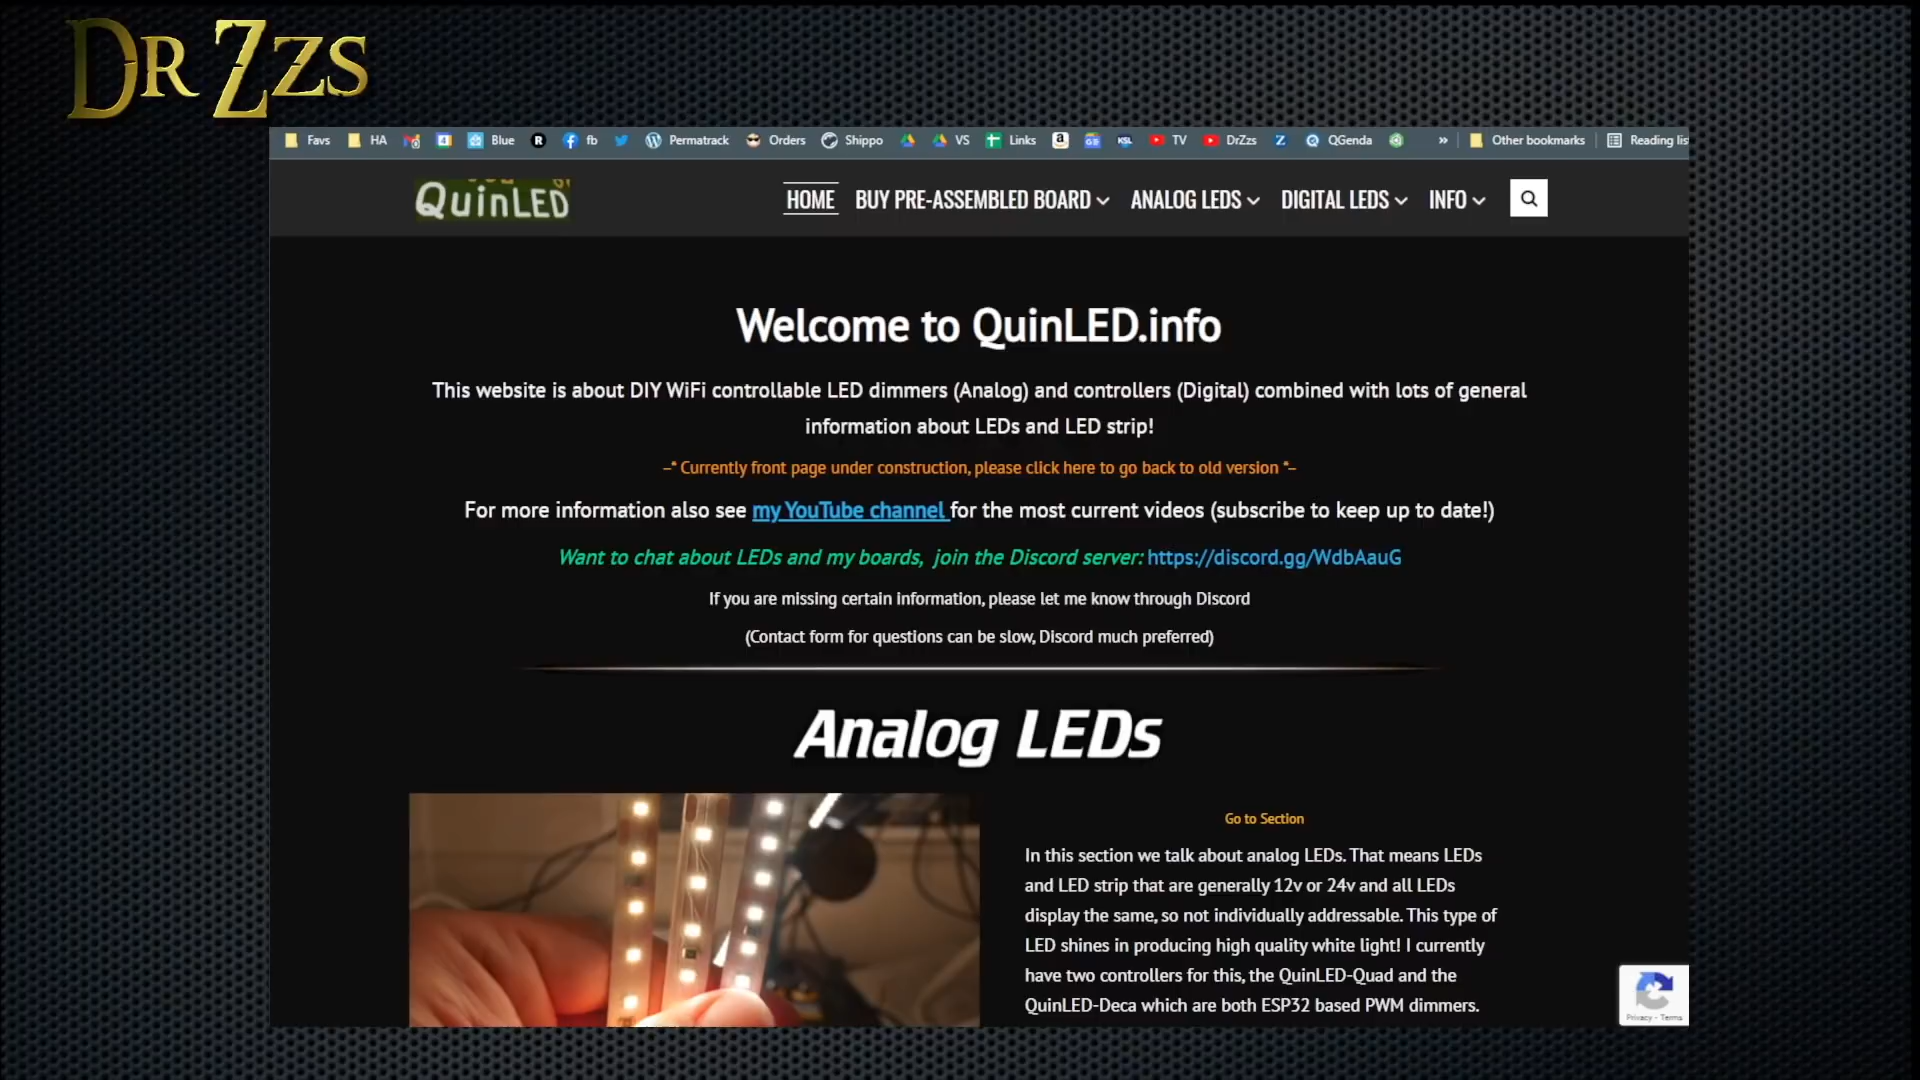 DR ZZS
Favs HA Blue R fb Permatrack Orders Shippo VS Links TV DrZzs QGenda » Other bookmarks Reading lis
QuinLED
HOME BUY PRE-ASSEMBLED BOARD ANALOG LEDS DIGITAL LEDS INFO
Welcome to QuinLED.info
This website is about DIY WiFi controllable LED dimmers (Analog) and controllers (Digital) combined with lots of general
information about LEDs and LED strip!
–* Currently front page under construction, please click here to go back to old version *–
For more information also see my YouTube channel for the most current videos (subscribe to keep up to date!)
Want to chat about LEDs and my boards, join the Discord server: https://discord.gg/WdbAauG
If you are missing certain information, please let me know through Discord
(Contact form for questions can be slow, Discord much preferred)
Analog LEDs
Go to Section
In this section we talk about analog LEDs. That means LEDs
and LED strip that are generally 12v or 24v and all LEDs
display the same, so not individually addressable. This type of
LED shines in producing high quality white light! I currently
have two controllers for this, the QuinLED-Quad and the
QuinLED-Deca which are both ESP32 based PWM dimmers.
Privacy - Terms